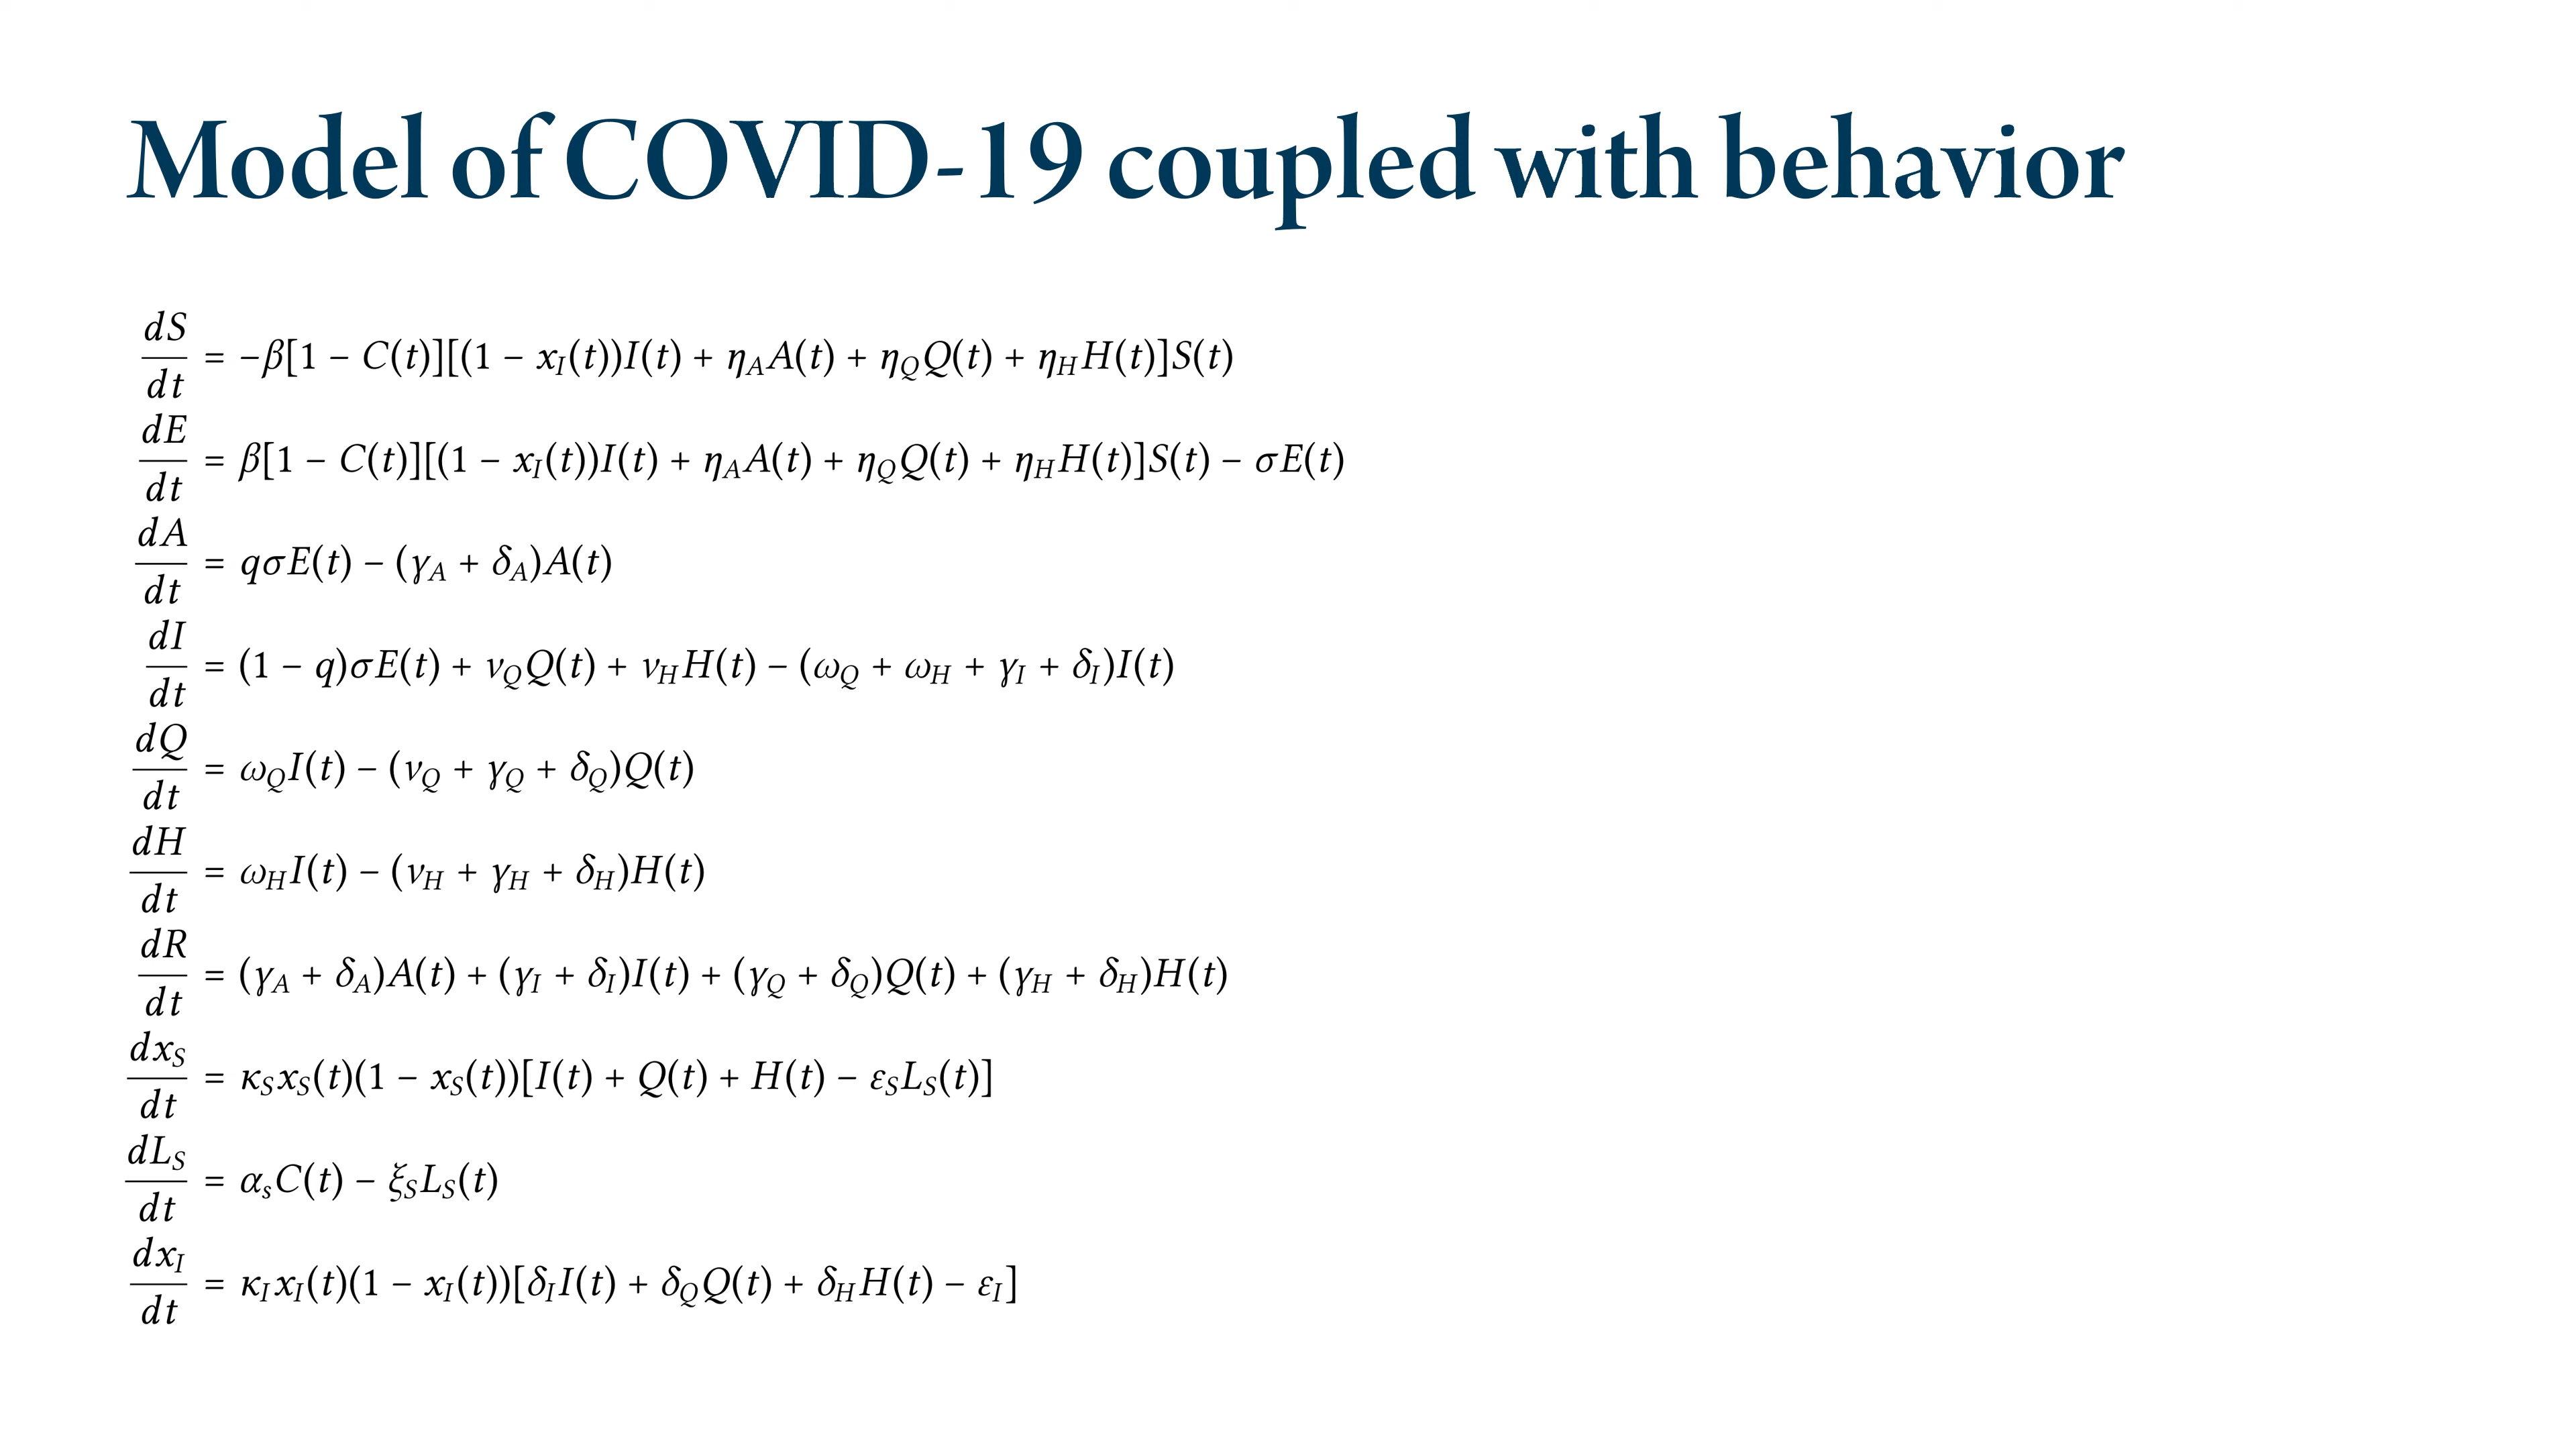 Model of COVID-19 coupled with behavior
dS/dt = −β[1 − C(t)][(1 − x_I(t))I(t) + η_A A(t) + η_Q Q(t) + η_H H(t)]S(t)
dE/dt = β[1 − C(t)][(1 − x_I(t))I(t) + η_A A(t) + η_Q Q(t) + η_H H(t)]S(t) − σE(t)
dA/dt = qσE(t) − (γ_A + δ_A)A(t)
dI/dt = (1 − q)σE(t) + ν_Q Q(t) + ν_H H(t) − (ω_Q + ω_H + γ_I + δ_I)I(t)
dQ/dt = ω_Q I(t) − (ν_Q + γ_Q + δ_Q)Q(t)
dH/dt = ω_H I(t) − (ν_H + γ_H + δ_H)H(t)
dR/dt = (γ_A + δ_A)A(t) + (γ_I + δ_I)I(t) + (γ_Q + δ_Q)Q(t) + (γ_H + δ_H)H(t)
dx_S/dt = κ_S x_S(t)(1 − x_S(t))[I(t) + Q(t) + H(t) − ε_S L_S(t)]
dL_S/dt = α_s C(t) − ξ_S L_S(t)
dx_I/dt = κ_I x_I(t)(1 − x_I(t))[δ_I I(t) + δ_Q Q(t) + δ_H H(t) − ε_I]